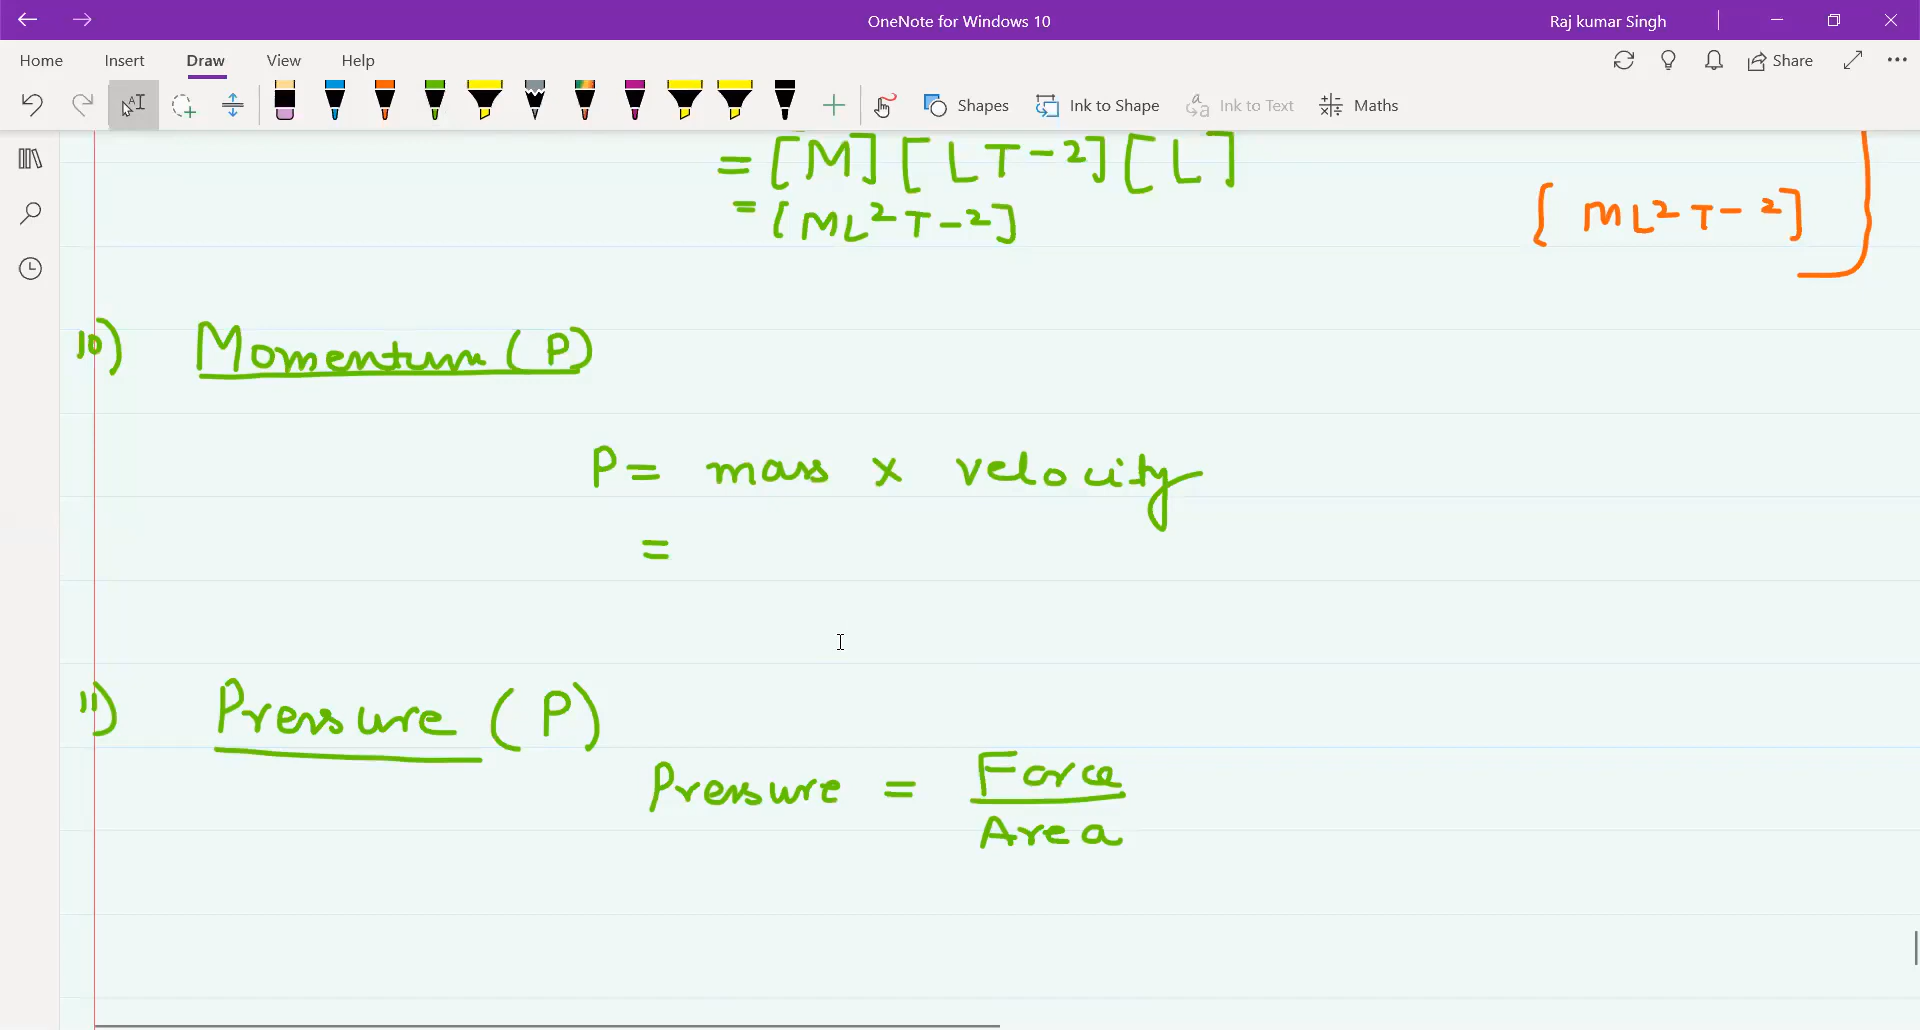 OneNote for Windows 10
Raj kumar Singh
Home Insert Draw View Help
Share
Shapes Ink to Shape Ink to Text Maths
= [M] [LT-2] [L]
= [ML2T-2]
[ML2T-2]
10) Momentum (P)
P = mass x velocity
=
11) Pressure (P)
Pressure = Force
Area